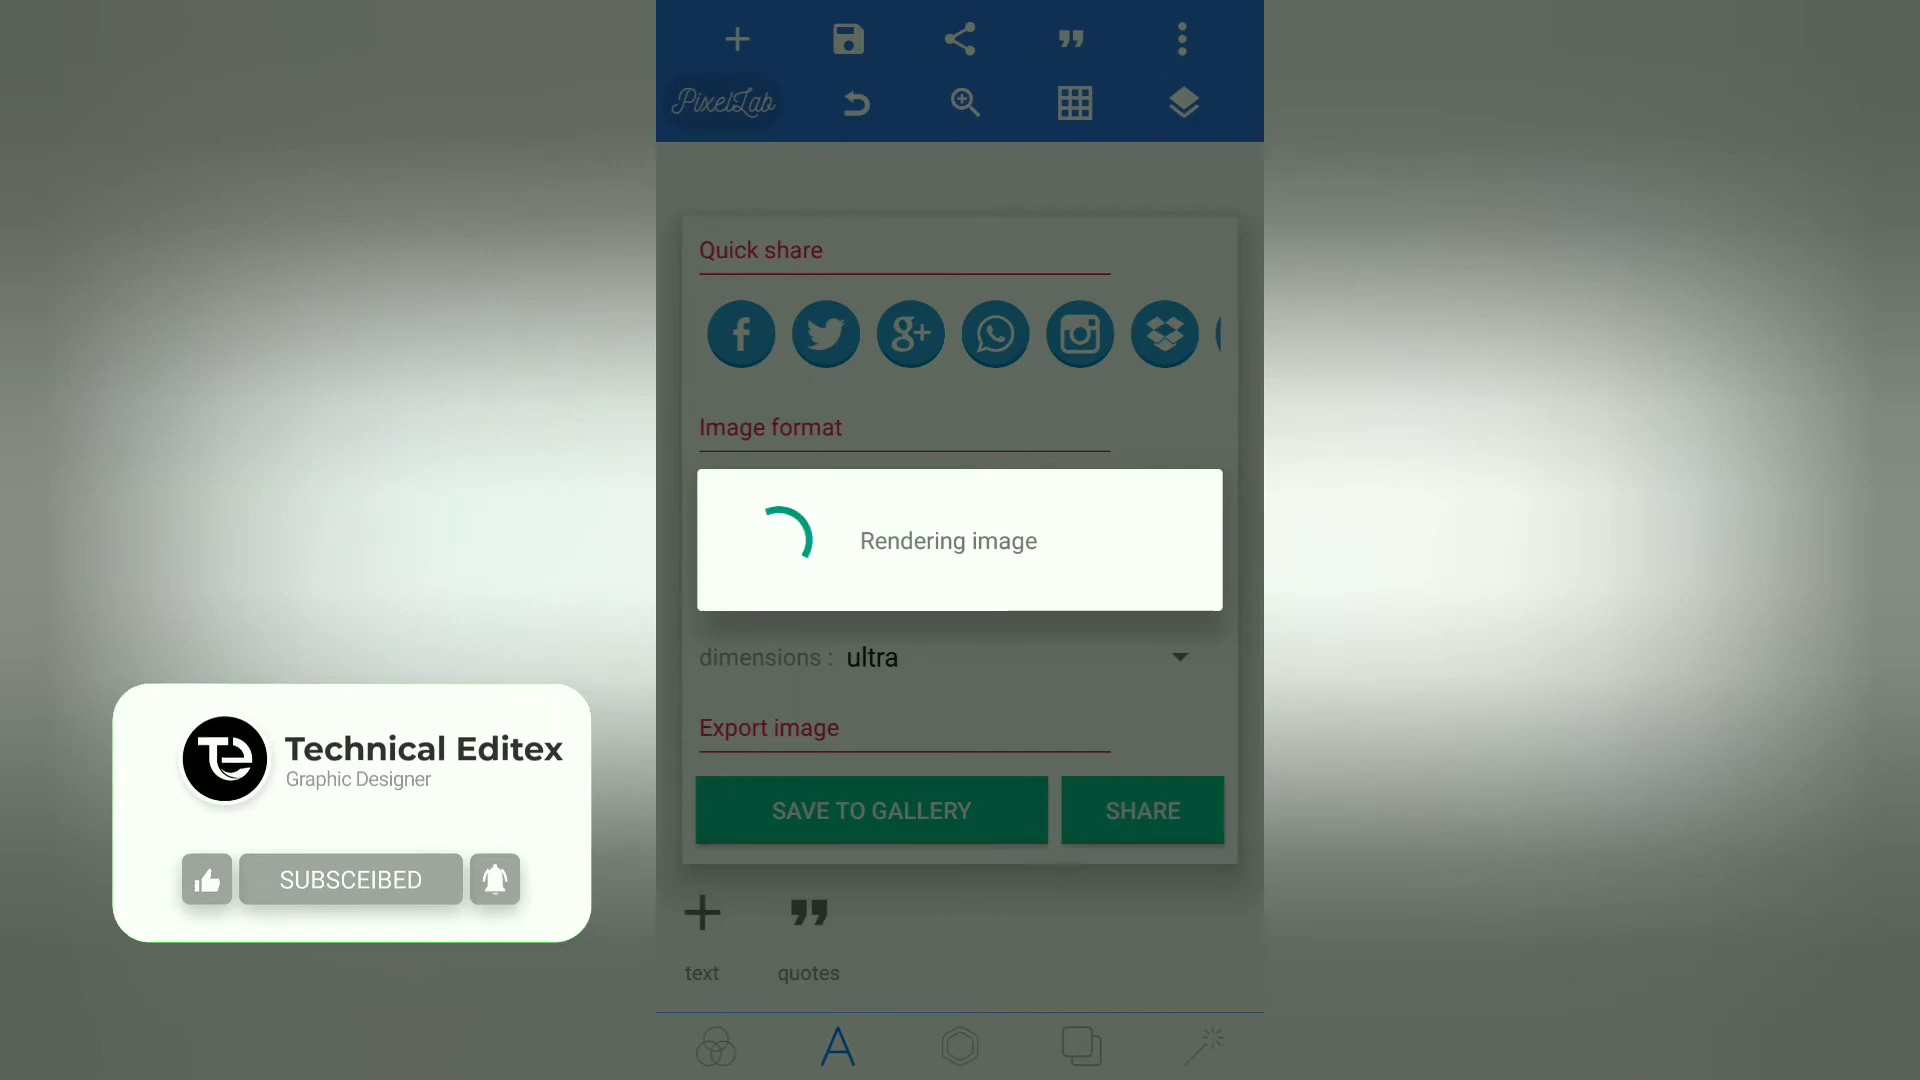 PixelLab
Quick share
Image format
Rendering image
dimensions : ultra
Export image
SAVE TO GALLERY SHARE
text quotes
Technical Editex
Graphic Designer
SUBSCEIBED